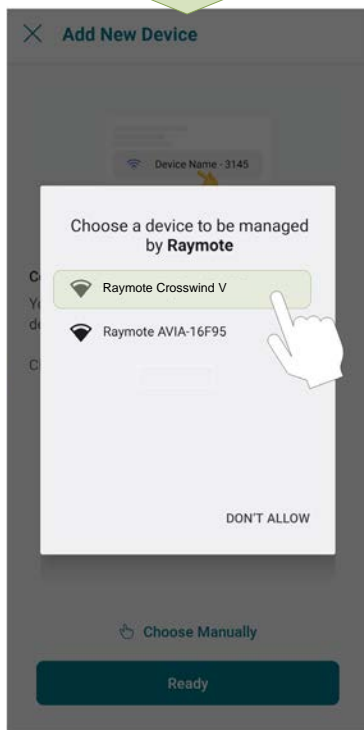 Add New Device
Device Name - 3145
Choose a device to be managed
by Raymote
Raymote Crosswind V
Raymote AVIA-16F95
DON'T ALLOW
Choose Manually
Ready